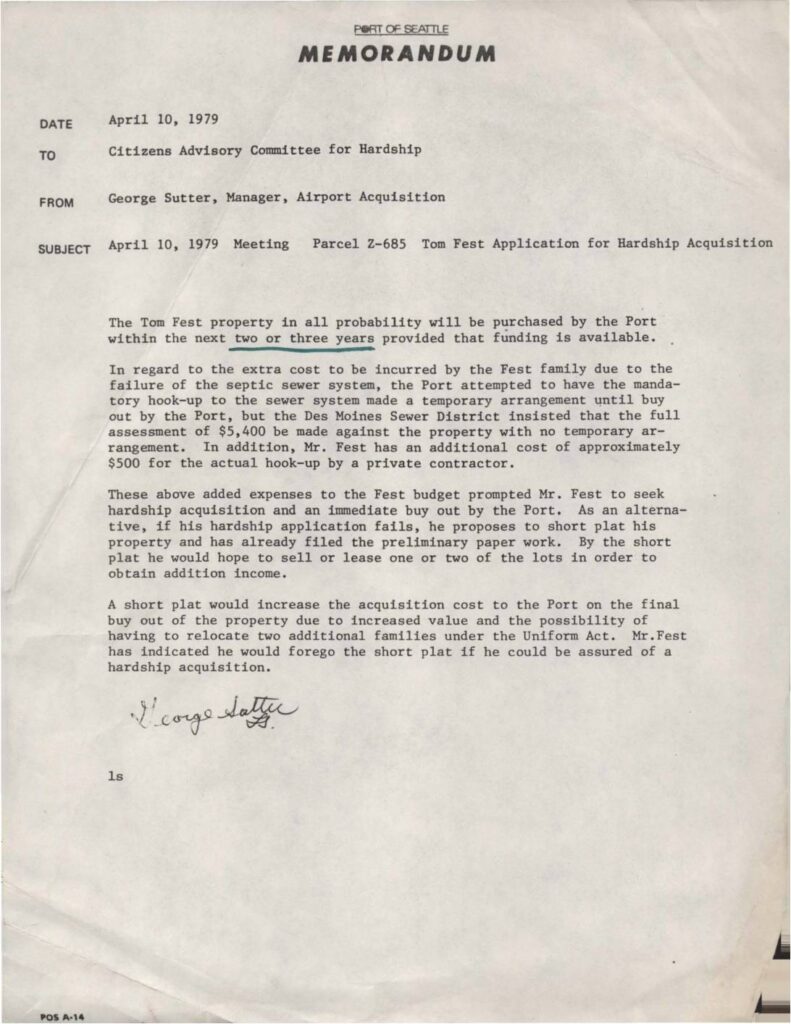 PORT OF SEATTLE
MEMORANDUM
DATE April 10, 1979
TO Citizens Advisory Committee for Hardship
FROM George Sutter, Manager, Airport Acquisition
SUBJECT April 10, 1979 Meeting Parcel Z-685 Tom Fest Application for Hardship Acquisition
The Tom Fest property in all probability will be purchased by the Port
within the next two or three years provided that funding is available.
In regard to the extra cost to be incurred by the Fest family due to the
failure of the septic sewer system, the Port attempted to have the manda-
tory hook-up to the sewer system made a temporary arrangement until buy
out by the Port, but the Des Moines Sewer District insisted that the full
assessment of $5,400 be made against the property with no temporary ar-
rangement. In addition, Mr. Fest has an additional cost of approximately
$500 for the actual hook-up by a private contractor.
These above added expenses to the Fest budget prompted Mr. Fest to seek
hardship acquisition and an immediate buy out by the Port. As an alterna-
tive, if his hardship application fails, he proposes to short plat his
property and has already filed the preliminary paper work. By the short
plat he would hope to sell or lease one or two of the lots in order to
obtain addition income.
A short plat would increase the acquisition cost to the Port on the final
buy out of the property due to increased value and the possibility of
having to relocate two additional families under the Uniform Act. Mr.Fest
has indicated he would forego the short plat if he could be assured of a
hardship acquisition.
George Sutter
ls
POS A-14